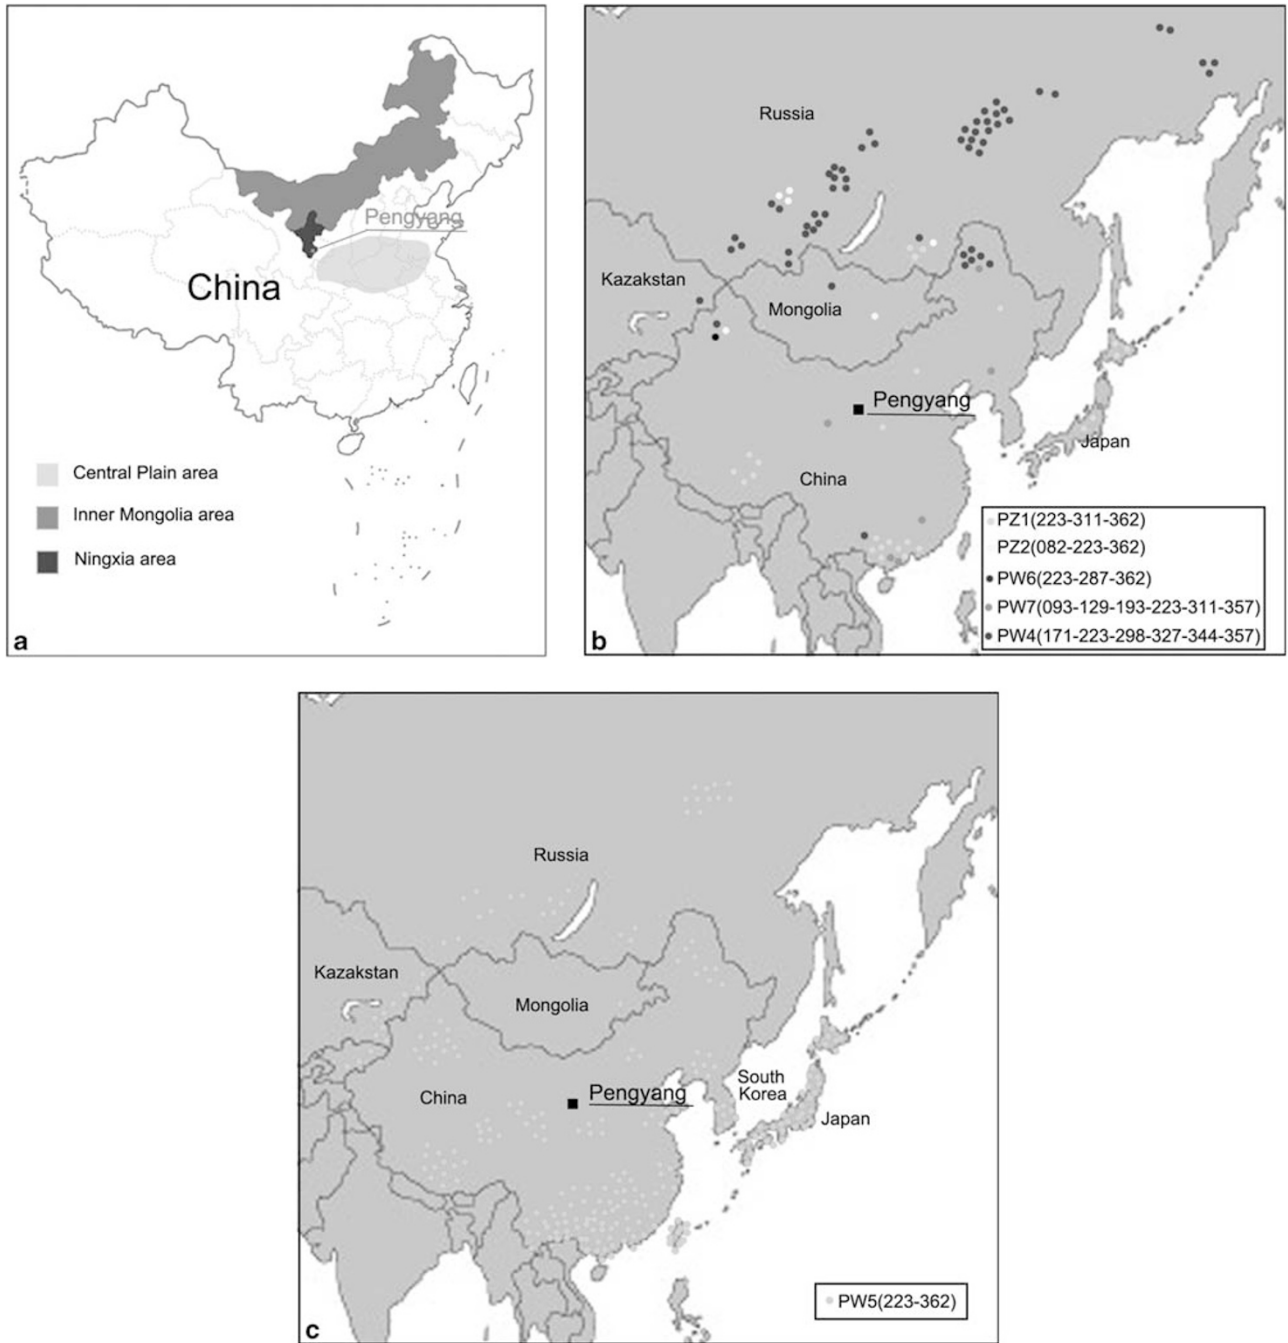 Pengyang
China
Central Plain area
Inner Mongolia area
Ningxia area
a
Russia
Kazakstan
Mongolia
Pengyang
Japan
China
PZ1(223-311-362)
PZ2(082-223-362)
PW6(223-287-362)
PW7(093-129-193-223-311-357)
PW4(171-223-298-327-344-357)
b
Russia
Kazakstan
Mongolia
South
Korea
China
Pengyang
Japan
PW5(223-362)
c